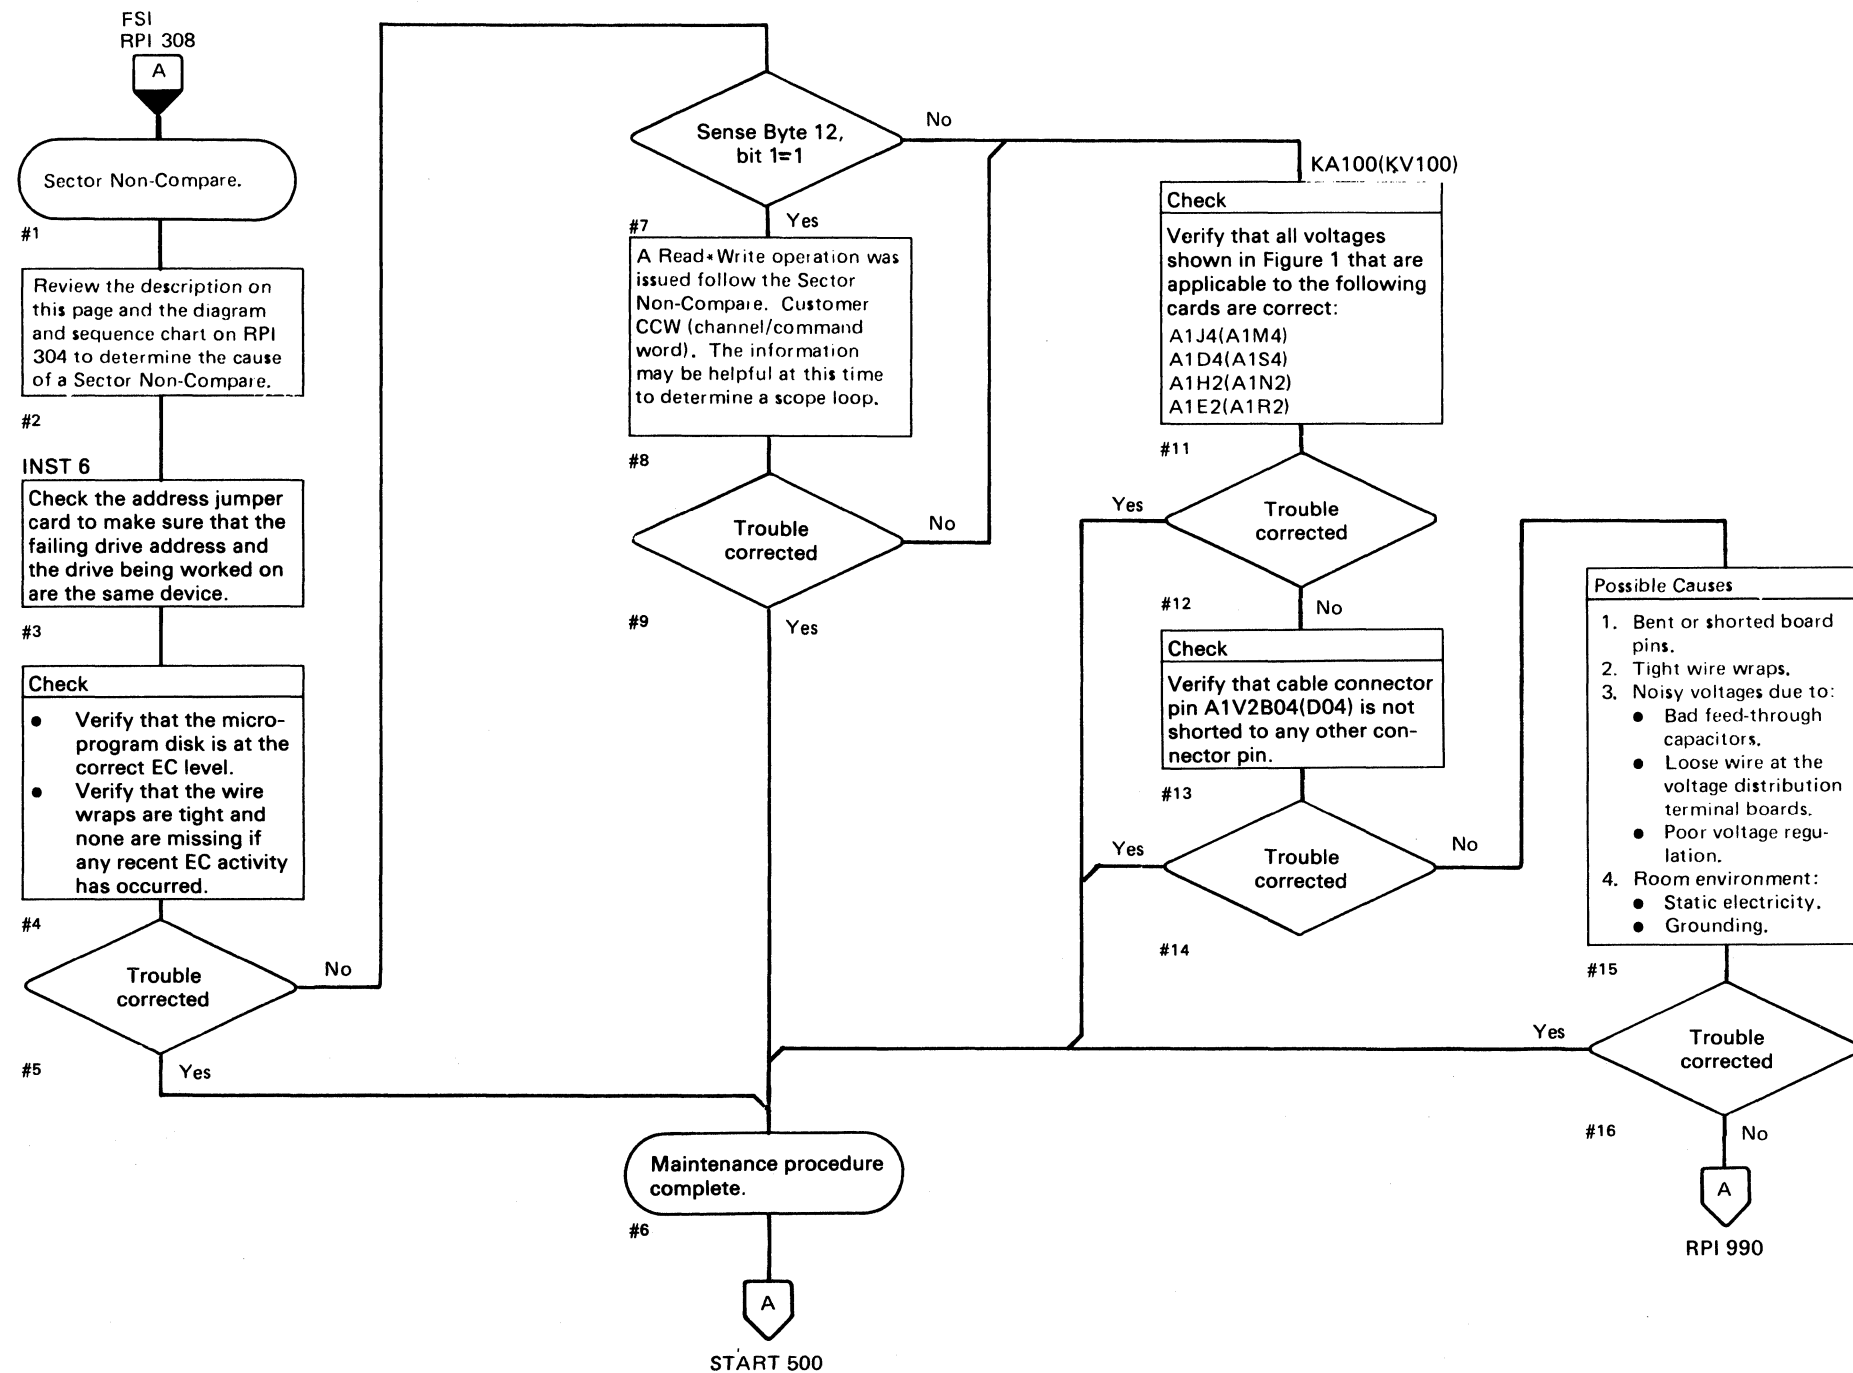 FSI
RPI 308
A
Sector Non-Compare.
#1
Review the description on
this page and the diagram
and sequence chart on RPI
304 to determine the cause
of a Sector Non-Compare.
#2
INST 6
Check the address jumper
card to make sure that the
failing drive address and
the drive being worked on
are the same device.
#3
Check
● Verify that the micro-
program disk is at the
correct EC level.
● Verify that the wire
wraps are tight and
none are missing if
any recent EC activity
has occurred.
#4
Trouble
corrected
No
#5
Yes
Sense Byte 12,
bit 1=1
No
#7
Yes
A Read*Write operation was
issued follow the Sector
Non-Compare. Customer
CCW (channel/command
word). The information
may be helpful at this time
to determine a scope loop.
#8
Trouble
corrected
No
#9
Yes
Maintenance procedure
complete.
#6
A
START 500
KA100(KV100)
Check
Verify that all voltages
shown in Figure 1 that are
applicable to the following
cards are correct:
A1J4(A1M4)
A1D4(A1S4)
A1H2(A1N2)
A1E2(A1R2)
#11
Yes
Trouble
corrected
#12
No
Check
Verify that cable connector
pin A1V2B04(D04) is not
shorted to any other con-
nector pin.
#13
Yes
Trouble
corrected
No
#14
Possible Causes
1. Bent or shorted board
pins.
2. Tight wire wraps.
3. Noisy voltages due to:
● Bad feed-through
capacitors.
● Loose wire at the
voltage distribution
terminal boards.
● Poor voltage regu-
lation.
4. Room environment:
● Static electricity.
● Grounding.
#15
Yes
Trouble
corrected
#16
No
A
RPI 990